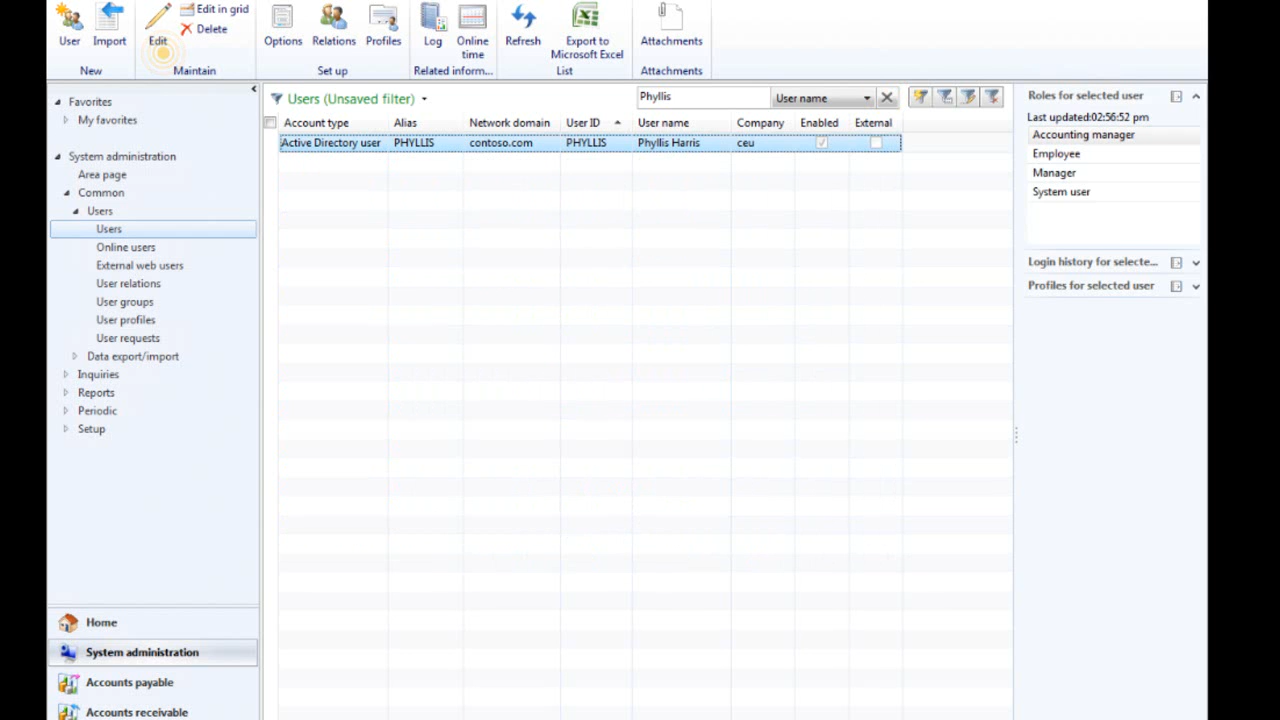 User
Import
New
Edit
Edit in grid
Delete
Maintain
Options
Relations
Profiles
Set up
Log
Online
time
Related inform...
Refresh
Export to
Microsoft Excel
List
Attachments
Attachments
Favorites
My favorites
System administration
Area page
Common
Users
Users
Online users
External web users
User relations
User groups
User profiles
User requests
Data export/import
Inquiries
Reports
Periodic
Setup
Home
System administration
Accounts payable
Accounts receivable
Users (Unsaved filter)
Phyllis
User name
Account type Alias Network domain User ID User name Company Enabled External
Active Directory user PHYLLIS contoso.com PHYLLIS Phyllis Harris ceu
Roles for selected user
Last updated:02:56:52 pm
Accounting manager
Employee
Manager
System user
Login history for selecte...
Profiles for selected user